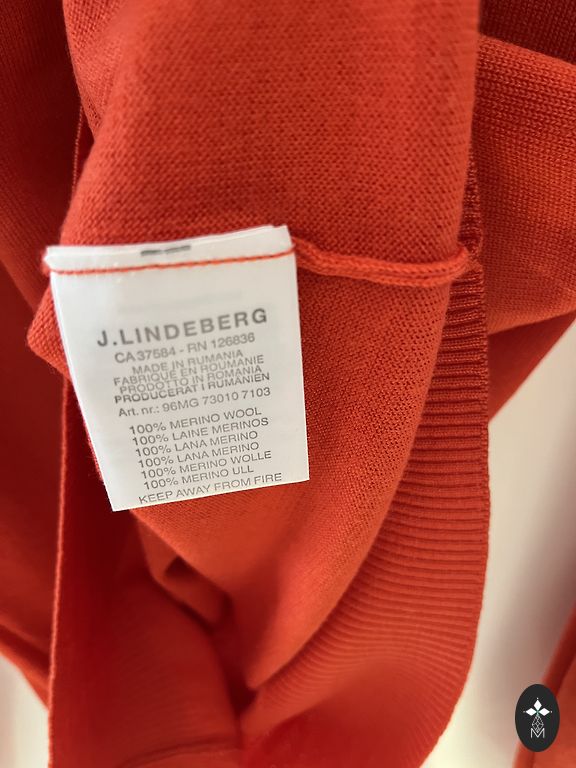 J.LINDEBERG
CA 37584 - RN 126836
MADE IN RUMANIA
FABRIQUÉ EN ROUMANIE
PRODOTTO IN ROMANIA
PRODUCERAT I RUMÄNIEN
Art. nr.: 96MG 73010 7103
100% MERINO WOOL
100% LAINE MERINOS
100% LANA MERINO
100% LANA MERINO
100% MERINO WOLLE
100% MERINO ULL
KEEP AWAY FROM FIRE
M